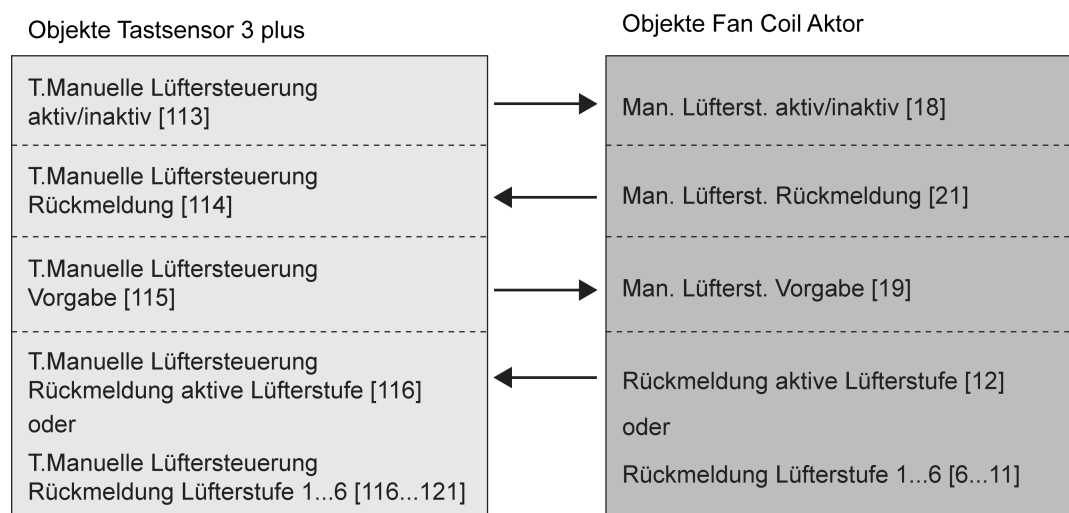 Objekte Tastsensor 3 plus
T.Manuelle Lüftersteuerung
aktiv/inaktiv [113]
T.Manuelle Lüftersteuerung
Rückmeldung [114]
T.Manuelle Lüftersteuerung
Vorgabe [115]
T.Manuelle Lüftersteuerung
Rückmeldung aktive Lüfterstufe [116]
oder
T.Manuelle Lüftersteuerung
Rückmeldung Lüfterstufe 1...6 [116...121]
Objekte Fan Coil Aktor
Man. Lüfterst. aktiv/inaktiv [18]
Man. Lüfterst. Rückmeldung [21]
Man. Lüfterst. Vorgabe [19]
Rückmeldung aktive Lüfterstufe [12]
oder
Rückmeldung Lüfterstufe 1...6 [6...11]